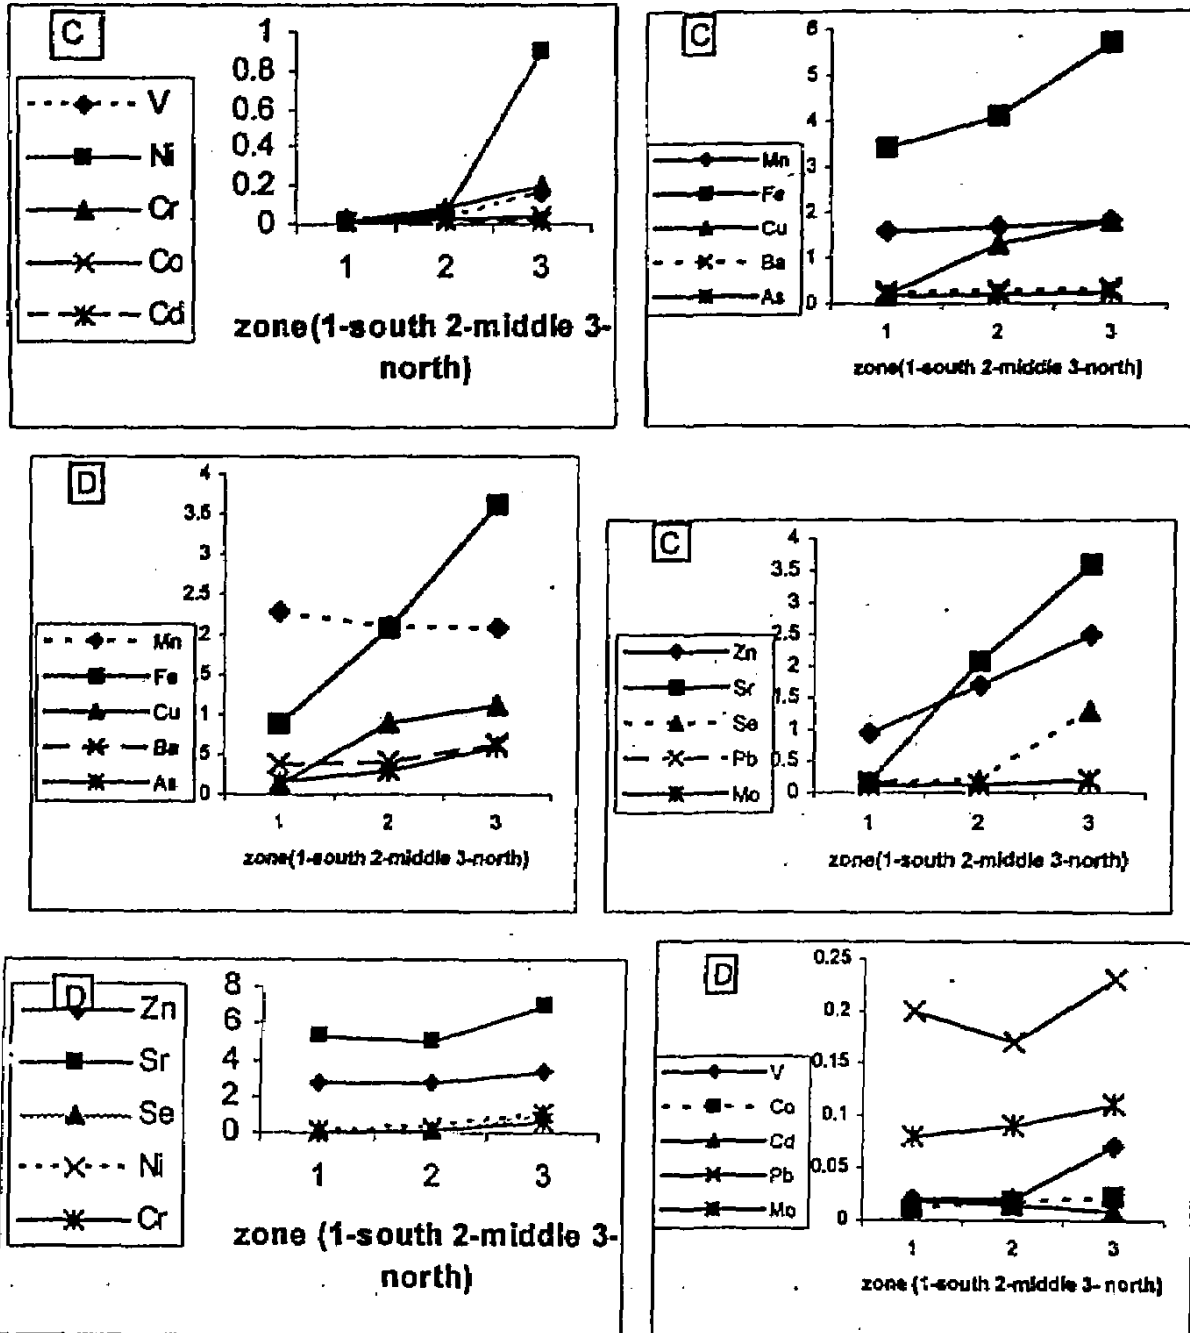 C
1
0.8
0.6
0.4
0.2
0
V
Ni
Cr
Co
Cd
1 2 3
zone(1-south 2-middle 3-
north)
C
6
5
4
3
2
1
0
Mn
Fe
Cu
Ba
As
1 2 3
zone(1-south 2-middle 3-north)
D
4
3.5
3
2.5
2
5
1
5
0
Mn
Fe
Cu
Ba
As
1 2 3
zone(1-south 2-middle 3-north)
C
4
3.5
3
2.5
2
1.5
1
0.5
0
Zn
Sr
Se
Pb
Mo
1 2 3
zone(1-south 2-middle 3-north)
D
8
6
4
2
0
Zn
Sr
Se
Ni
Cr
1 2 3
zone (1-south 2-middle 3-
north)
D
0.25
0.2
0.15
0.1
0.05
0
V
Co
Cd
Pb
Mo
1 2 3
zone (1-south 2-middle 3- north)